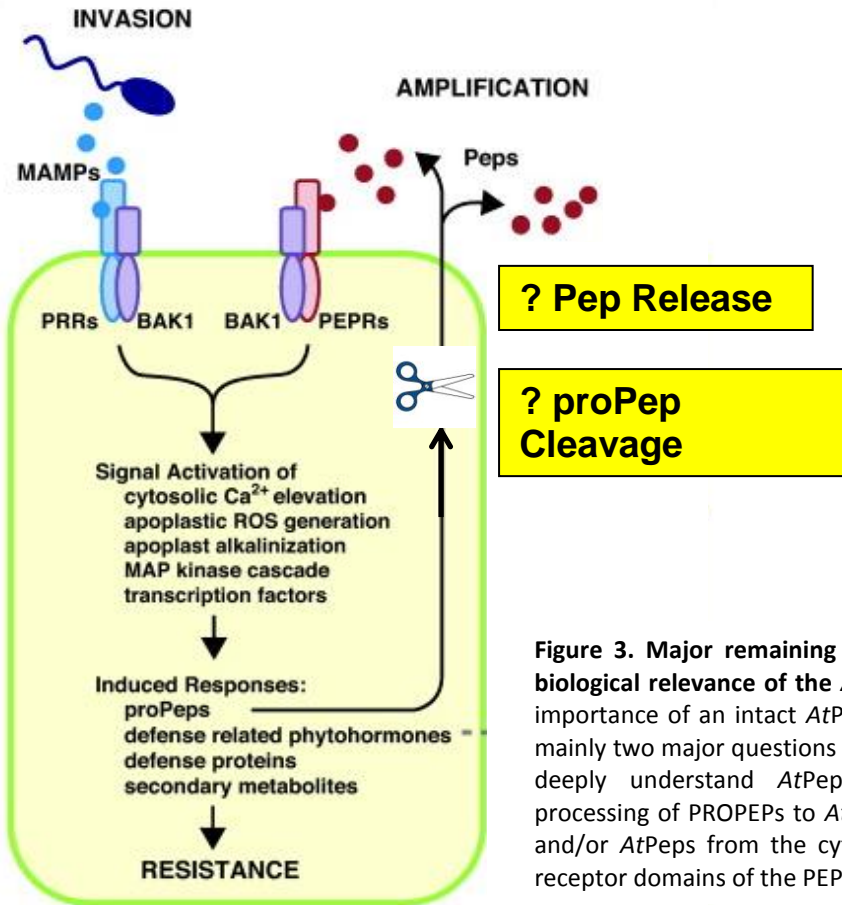 INVASION
AMPLIFICATION
MAMPs
Peps
PRRs BAK1 BAK1 PEPRs
? Pep Release
? proPep
Cleavage
Signal Activation of
cytosolic Ca²⁺ elevation
apoplastic ROS generation
apoplast alkalinization
MAP kinase cascade
transcription factors
Induced Responses:
proPeps
defense related phytohormones
defense proteins
secondary metabolites
RESISTANCE
Figure 3. Major remaining
biological relevance of the
importance of an intact AtP
mainly two major questions
deeply understand AtPep
processing of PROPEPs to At
and/or AtPeps from the cy
receptor domains of the PEP